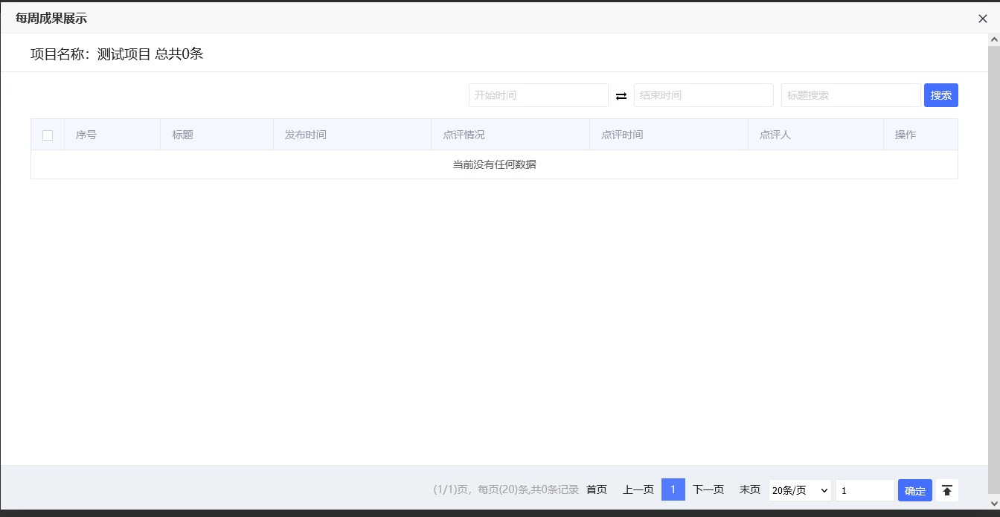 每周成果展示
项目名称：测试项目 总共0条
开始时间 结束时间 标题搜索 搜索
序号 标题 发布时间 点评情况 点评时间 点评人 操作
当前没有任何数据
(1/1)页，每页(20)条,共0条记录 首页 上一页 1 下一页 末页 20条/页 1 确定